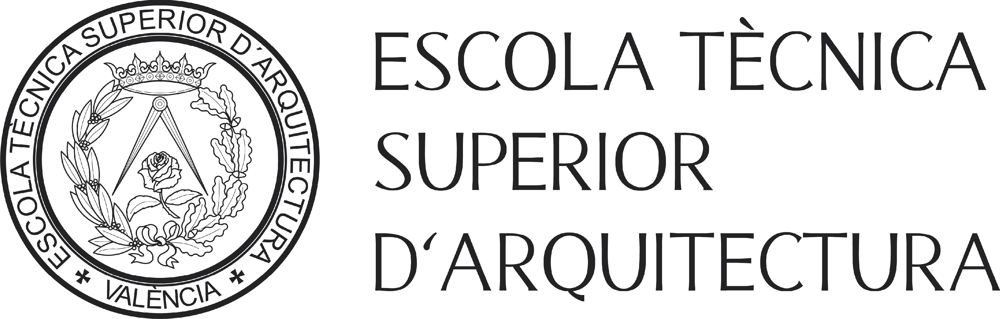 ESCOLA TÈCNICA SUPERIOR D´ARQUITECTURA
VALÈNCIA
ESCOLA TÈCNICA
SUPERIOR
D‘ARQUITECTURA